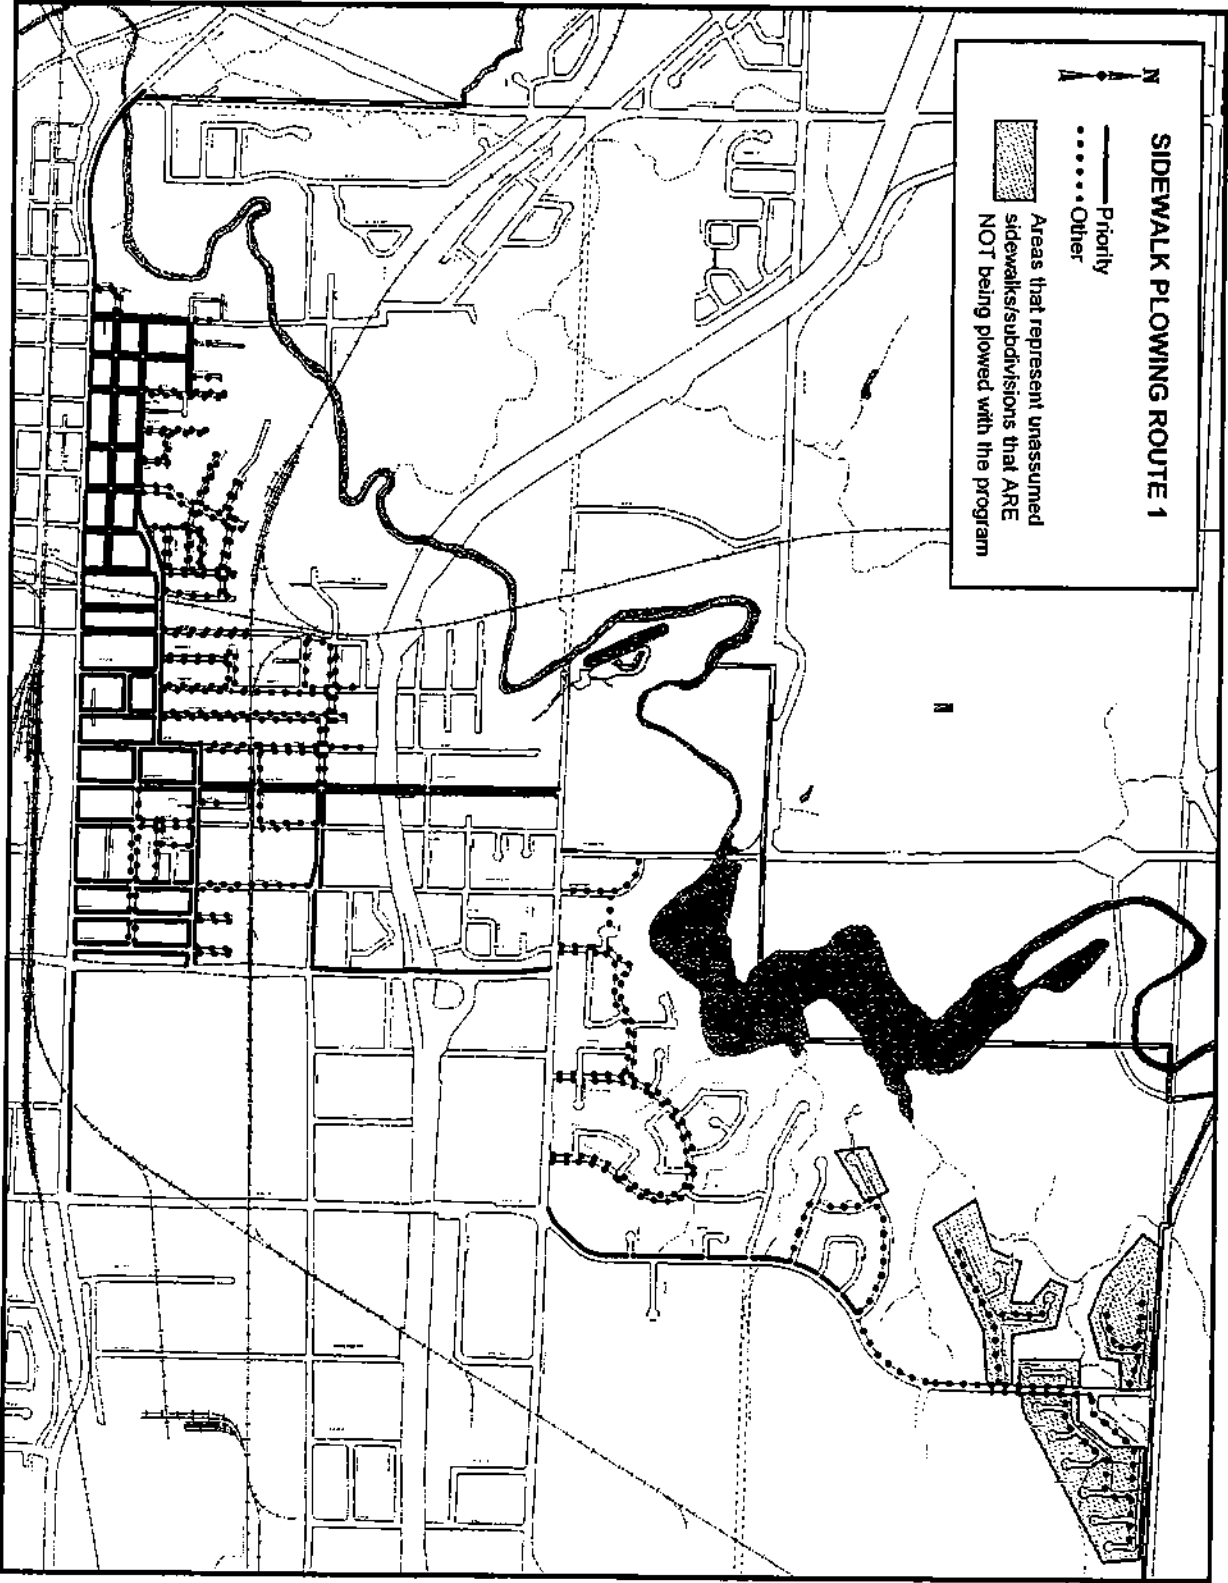 SIDEWALK PLOWING ROUTE 1
N
Priority
Other
Areas that represent unassumed
sidewalks/subdivisions that ARE
NOT being plowed with the program